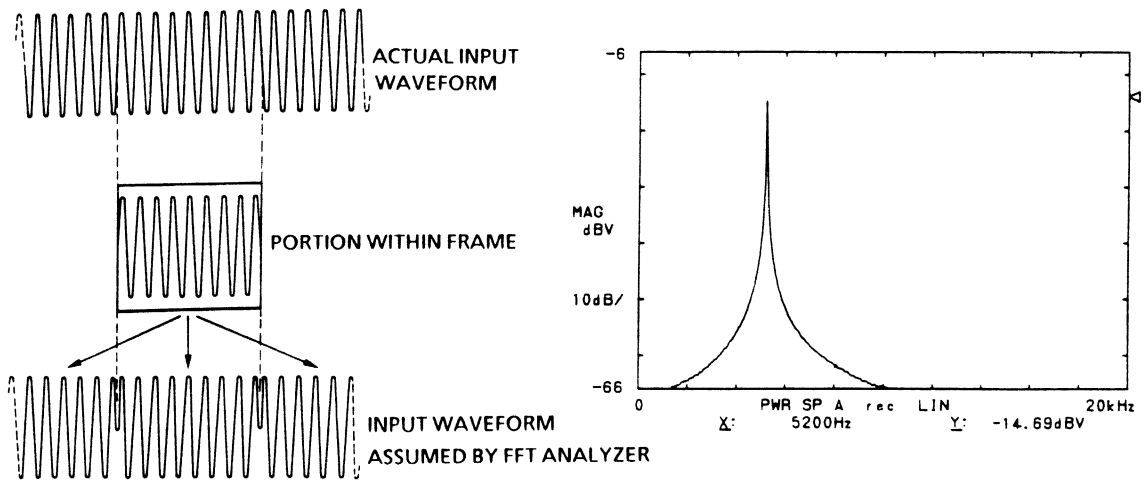 ACTUAL INPUT
WAVEFORM
PORTION WITHIN FRAME
INPUT WAVEFORM
ASSUMED BY FFT ANALYZER
-6
MAG
dBV
10dB/
-66
0 PWR SP A rec LIN 20kHz
X: 5200Hz Y: -14.69dBV